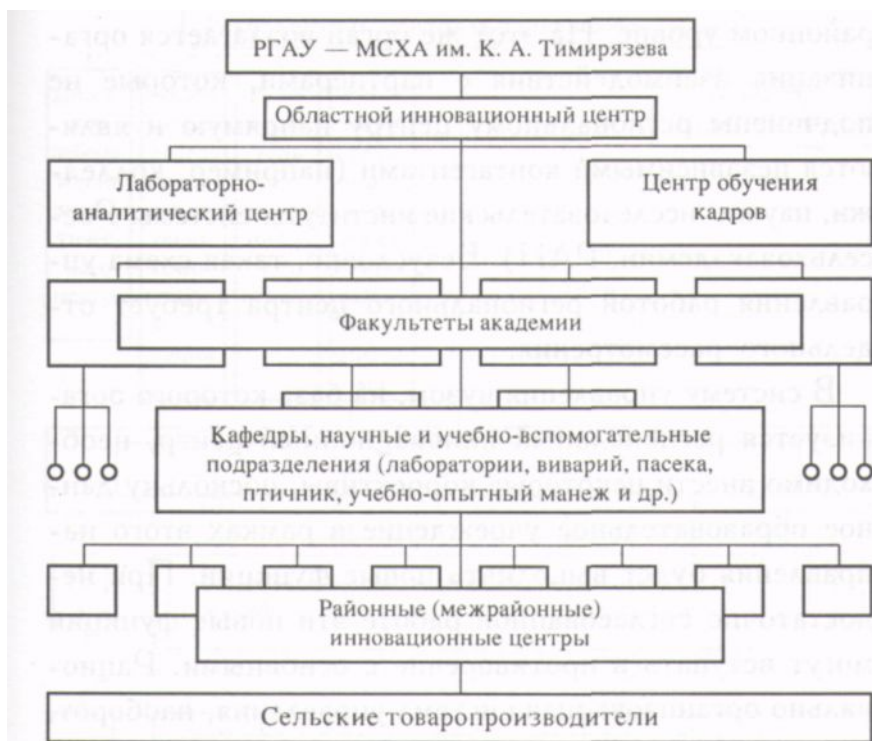 РГАУ — МСХА им. К. А. Тимирязева
Областной инновационный центр
Лабораторно-
аналитический центр
Центр обучения
кадров
Факультеты академии
Кафедры, научные и учебно-вспомогательные
подразделения (лаборатории, виварий, пасека,
птичник, учебно-опытный манеж и др.)
Районные (межрайонные)
инновационные центры
Сельские товаропроизводители